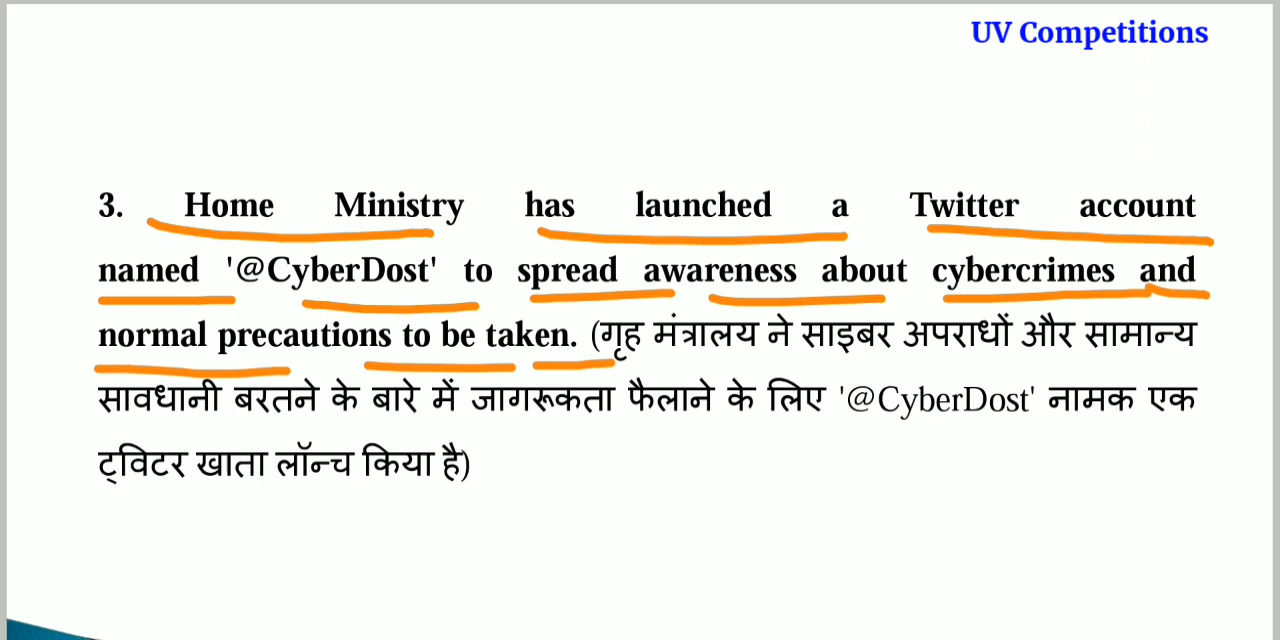 UV Competitions
3. Home Ministry has launched a Twitter account
named '@CyberDost' to spread awareness about cybercrimes and
normal precautions to be taken. (गृह मंत्रालय ने साइबर अपराधों और सामान्य
सावधानी बरतने के बारे में जागरूकता फैलाने के लिए '@CyberDost' नामक एक
ट्विटर खाता लॉन्च किया है)